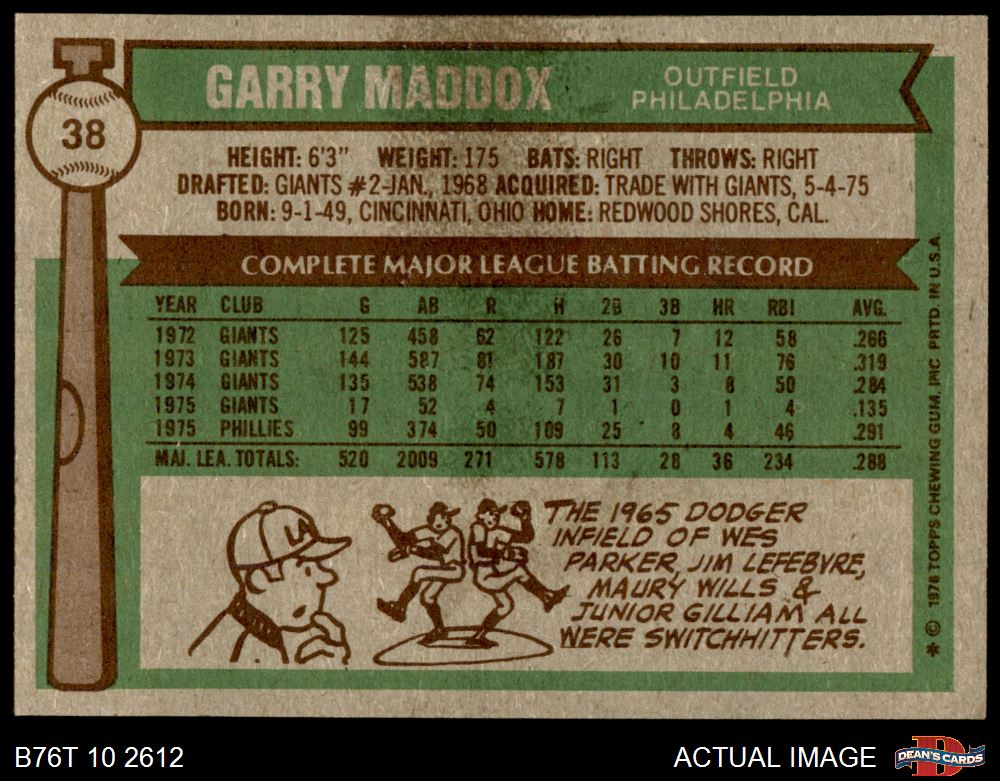 38
GARRY MADDOX
OUTFIELD
PHILADELPHIA
HEIGHT: 6'3" WEIGHT: 175 BATS: RIGHT THROWS: RIGHT
DRAFTED: GIANTS #2-JAN., 1968 ACQUIRED: TRADE WITH GIANTS, 5-4-75
BORN: 9-1-49, CINCINNATI, OHIO HOME: REDWOOD SHORES, CAL.
COMPLETE MAJOR LEAGUE BATTING RECORD
YEAR CLUB G AB R H 2B 3B HR RBI AVG.
1972 GIANTS 125 458 62 122 26 7 12 58 .266
1973 GIANTS 144 587 81 187 30 10 11 76 .319
1974 GIANTS 135 538 74 153 31 3 8 50 .284
1975 GIANTS 17 52 4 7 1 0 1 4 .135
1975 PHILLIES 99 374 50 109 25 8 4 46 .291
MAJ. LEA. TOTALS: 520 2009 271 578 113 28 36 234 .288
LA
THE 1965 DODGER
INFIELD OF WES
PARKER, JIM LEFEBVRE,
MAURY WILLS &
JUNIOR GILLIAM ALL
WERE SWITCHHITTERS.
* © 1976 TOPPS CHEWING GUM, INC PRTD. IN U.S.A.
B76T 10 2612
ACTUAL IMAGE
D
DEAN'S CARDS